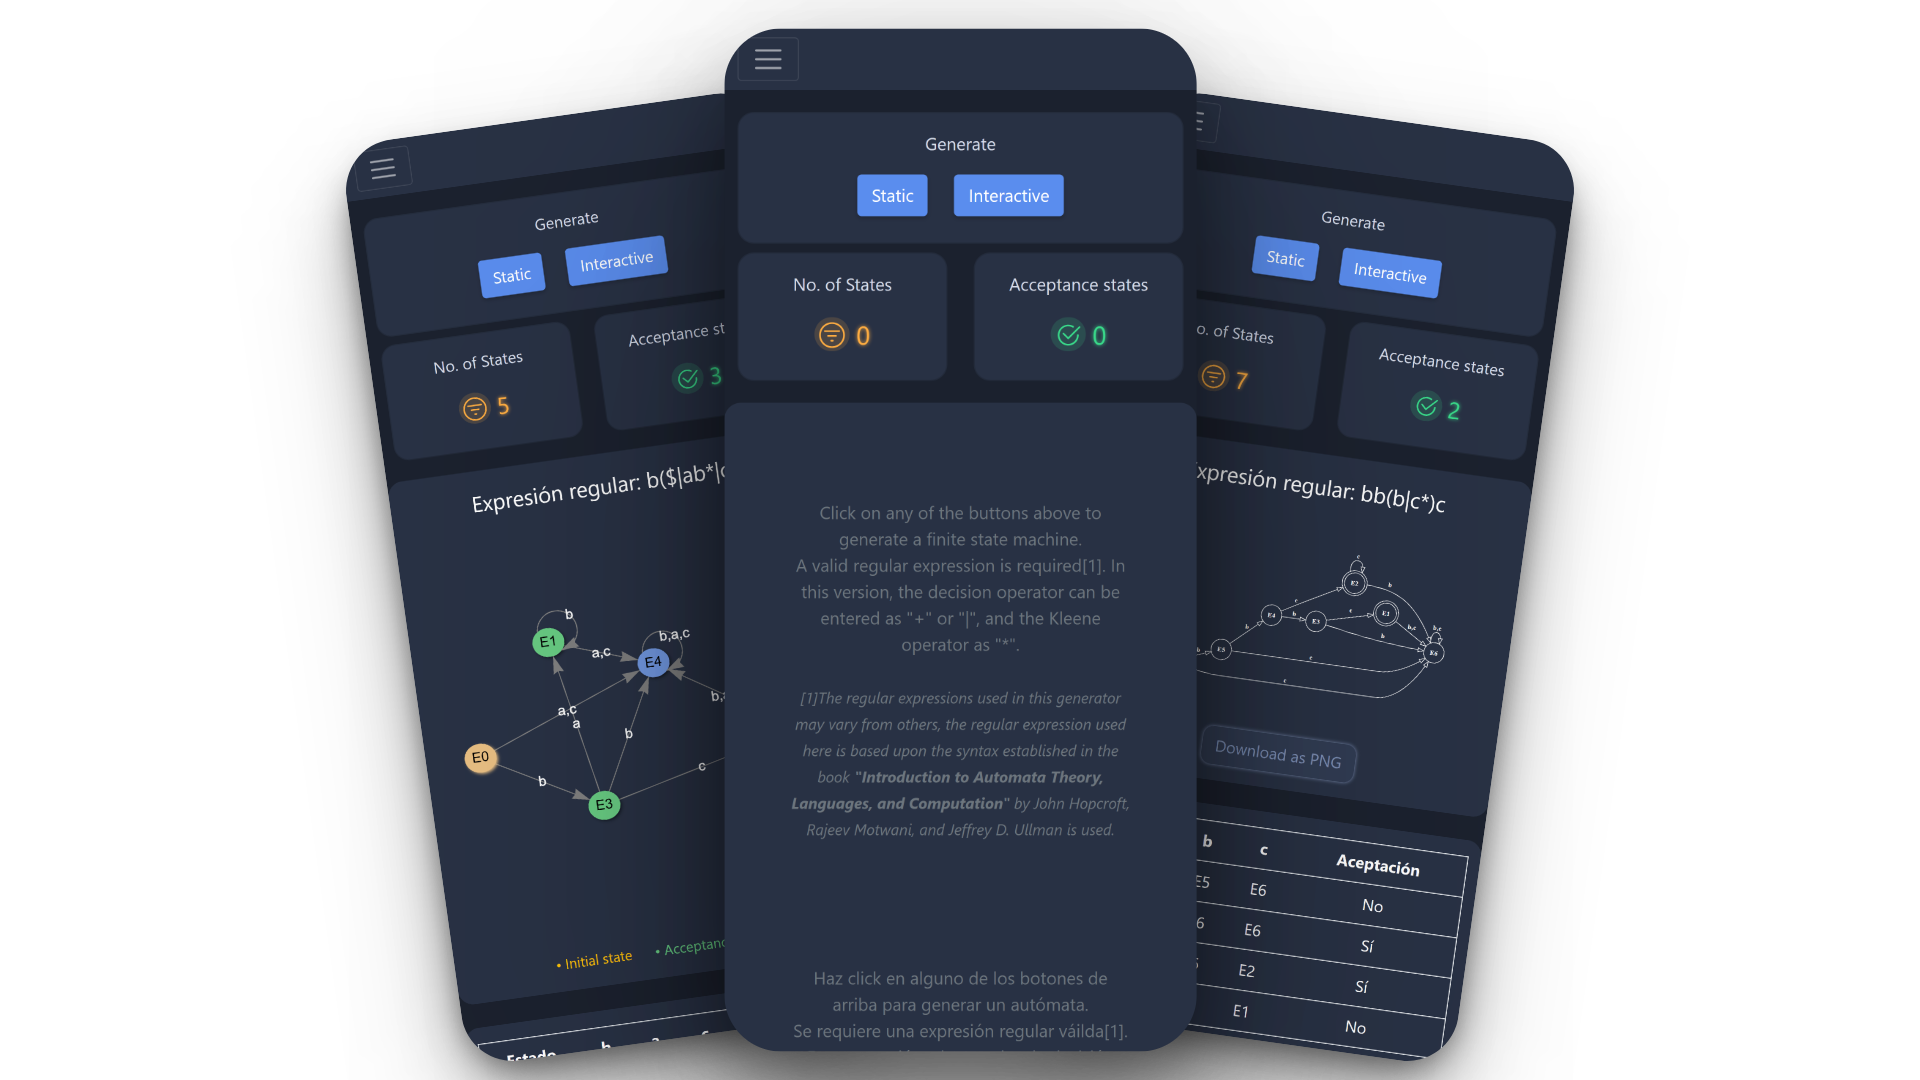 Generate
Static Interactive
No. of States
5
Acceptance st
3
Expresión regular: b($|ab*|c
b
E1
a,c
b,a,c
E4
b,a
a,c
a
b
E0
b
c
E3
• Initial state
• Acceptanc
Estado b a c
Generate
Static Interactive
No. of States
0
Acceptance states
0
Click on any of the buttons above to
generate a finite state machine.
A valid regular expression is required[1]. In
this version, the decision operator can be
entered as "+" or "|", and the Kleene
operator as "*".
[1]The regular expressions used in this generator
may vary from others, the regular expression used
here is based upon the syntax established in the
book "Introduction to Automata Theory,
Languages, and Computation" by John Hopcroft,
Rajeev Motwani, and Jeffrey D. Ullman is used.
Haz click en alguno de los botones de
arriba para generar un autómata.
Se requiere una expresión regular váilda[1].
Generate
Static Interactive
o. of States
7
Acceptance states
2
xpresión regular: bb(b|c*)c
c
E2
b
c
E4
b
E3
c
E1
b,c
b,c
b
b
b
E5
c
E6
c
Download as PNG
b c Aceptación
E5 E6 No
6 E6 Sí
E2 Sí
E1 No